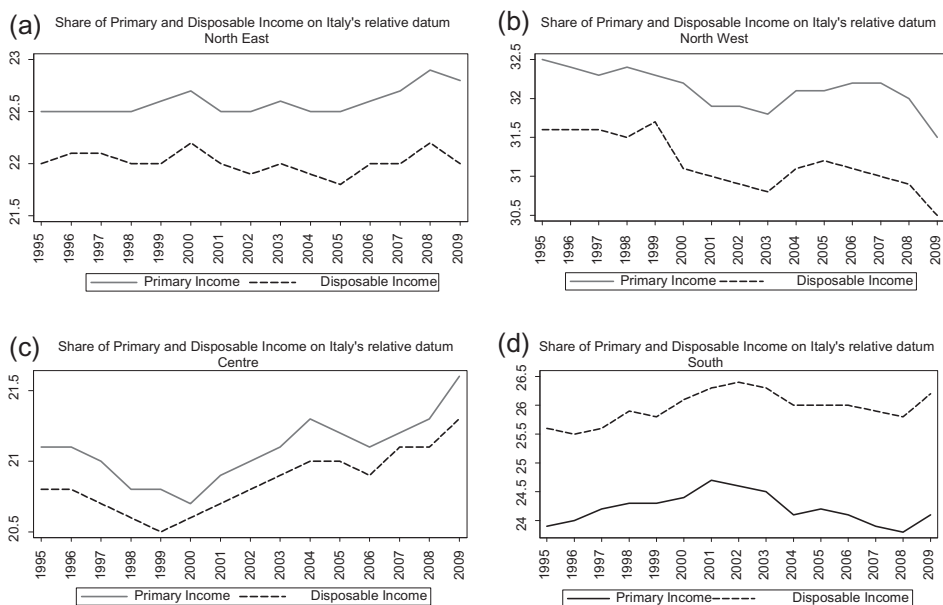 (a)
Share of Primary and Disposable Income on Italy's relative datum
North East
23
22.5
22
21.5
1995 1996 1997 1998 1999 2000 2001 2002 2003 2004 2005 2006 2007 2008 2009
Primary Income Disposable Income
(b)
Share of Primary and Disposable Income on Italy's relative datum
North West
32.5
32
31.5
31
30.5
1995 1996 1997 1998 1999 2000 2001 2002 2003 2004 2005 2006 2007 2008 2009
Primary Income Disposable Income
(c)
Share of Primary and Disposable Income on Italy's relative datum
Centre
21.5
21
20.5
1995 1996 1997 1998 1999 2000 2001 2002 2003 2004 2005 2006 2007 2008 2009
Primary Income Disposable Income
(d)
Share of Primary and Disposable Income on Italy's relative datum
South
26.5
26
25.5
25
24.5
24
1995 1996 1997 1998 1999 2000 2001 2002 2003 2004 2005 2006 2007 2008 2009
Primary Income Disposable Income